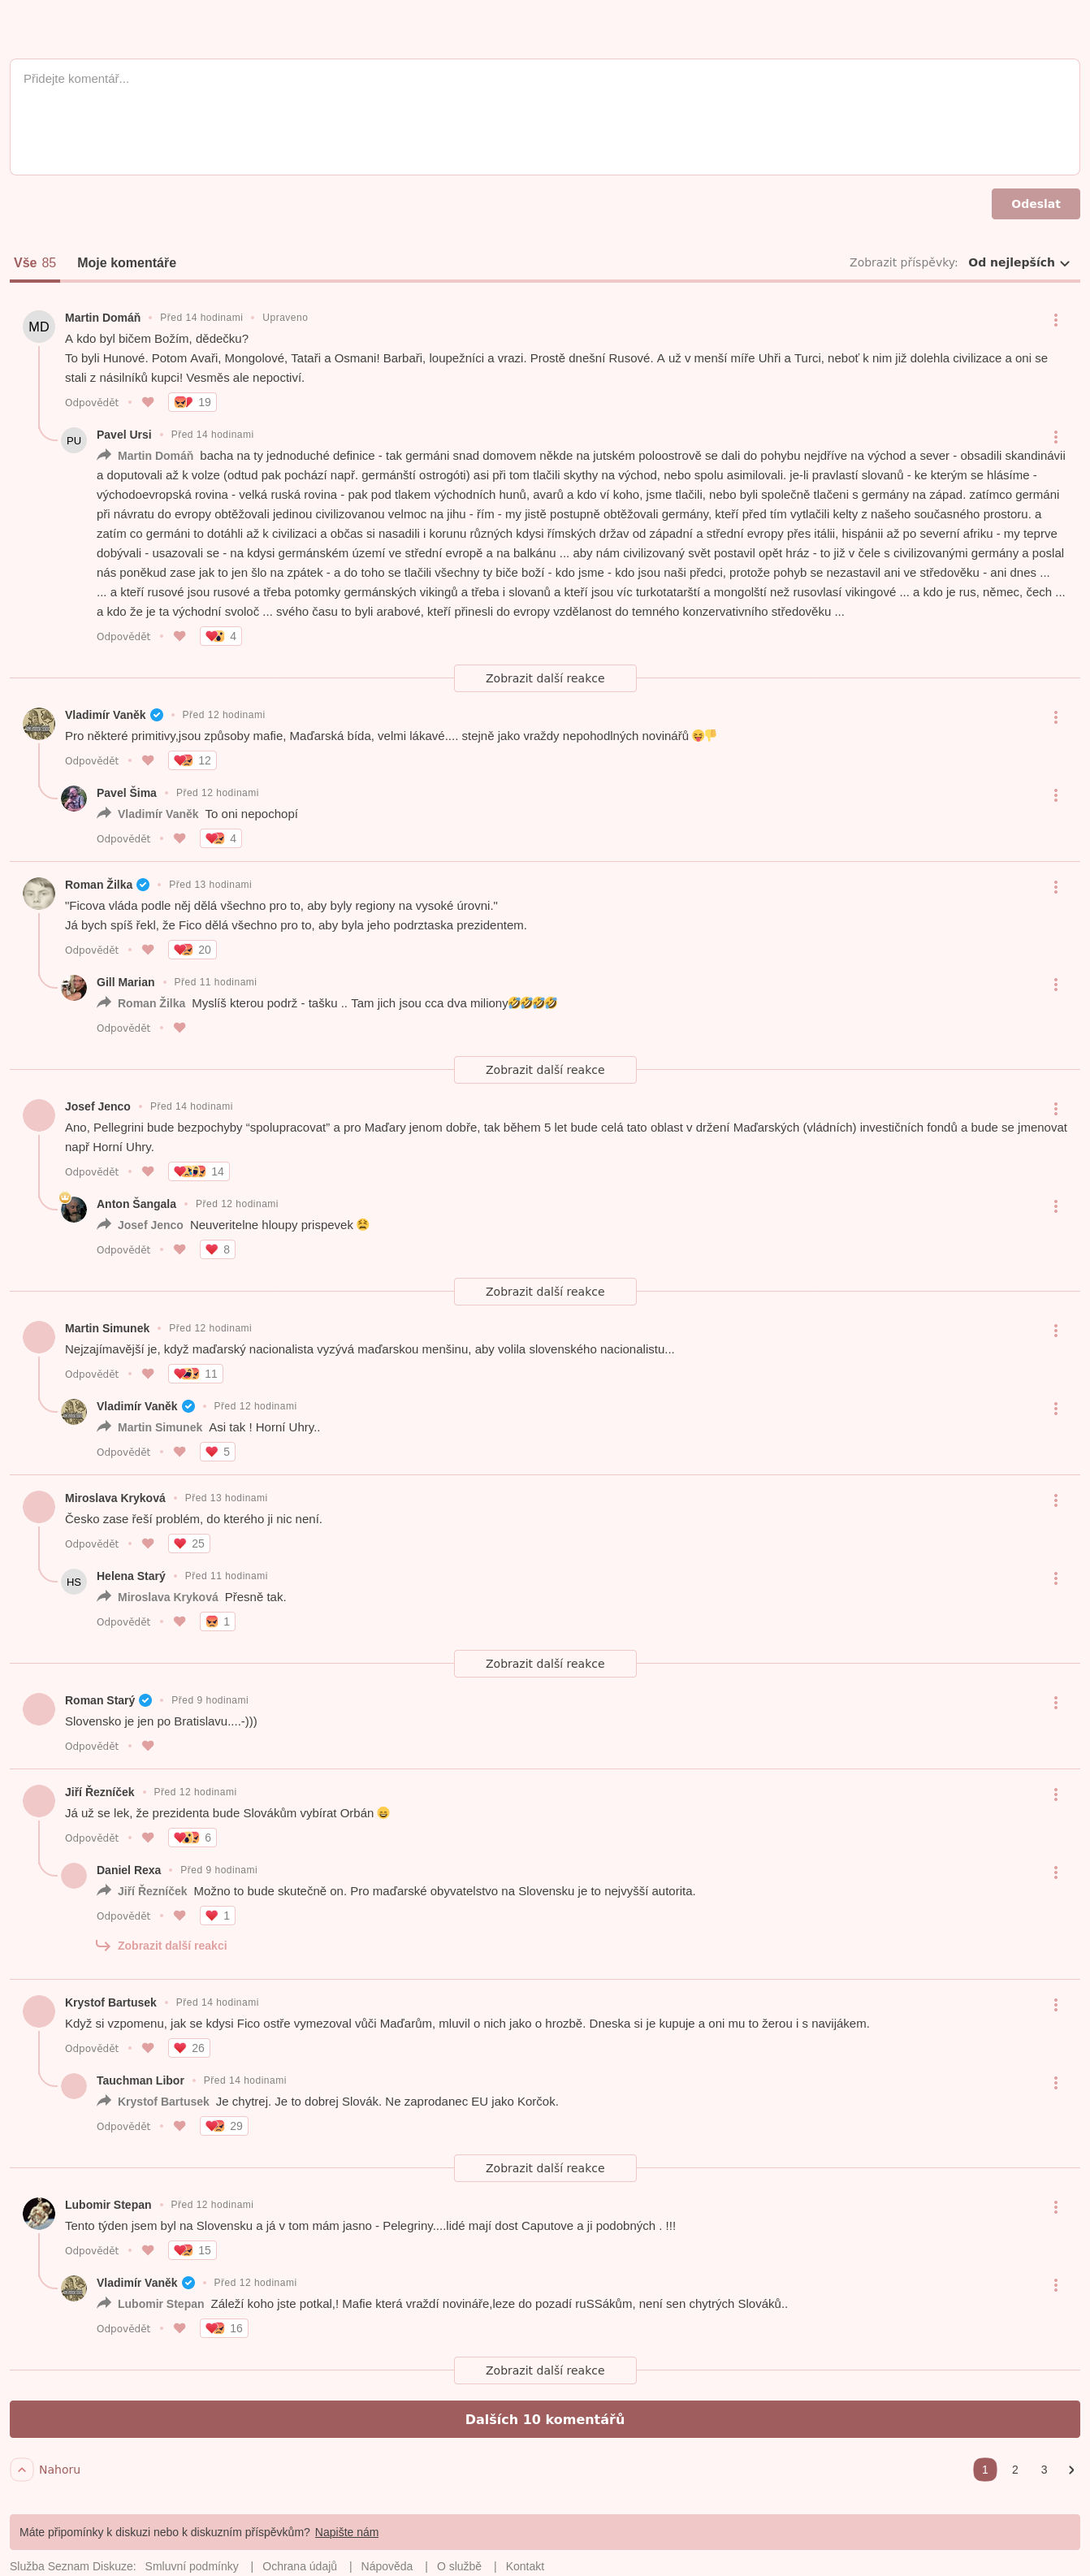 Přidejte komentář...
Odeslat
Vše 85 Moje komentáře Zobrazit příspěvky: Od nejlepších
MD Martin Domáň Před 14 hodinami Upraveno
A kdo byl bičem Božím, dědečku?
To byli Hunové. Potom Avaři, Mongolové, Tataři a Osmani! Barbaři, loupežníci a vrazi. Prostě dnešní Rusové. A už v menší míře Uhři a Turci, neboť k nim již dolehla civilizace a oni se
stali z násilníků kupci! Vesměs ale nepoctiví.
Odpovědět 19
PU Pavel Ursi Před 14 hodinami
Martin Domáň bacha na ty jednoduché definice - tak germáni snad domovem někde na jutském poloostrově se dali do pohybu nejdříve na východ a sever - obsadili skandinávii
a doputovali až k volze (odtud pak pochází např. germánští ostrogóti) asi při tom tlačili skythy na východ, nebo spolu asimilovali. je-li pravlastí slovanů - ke kterým se hlásíme -
východoevropská rovina - velká ruská rovina - pak pod tlakem východních hunů, avarů a kdo ví koho, jsme tlačili, nebo byli společně tlačeni s germány na západ. zatímco germáni
při návratu do evropy obtěžovali jedinou civilizovanou velmoc na jihu - řím - my jistě postupně obtěžovali germány, kteří před tím vytlačili kelty z našeho současného prostoru. a
zatím co germáni to dotáhli až k civilizaci a občas si nasadili i korunu různých kdysi římských držav od západní a střední evropy přes itálii, hispánii až po severní afriku - my teprve
dobývali - usazovali se - na kdysi germánském území ve střední evropě a na balkánu ... aby nám civilizovaný svět postavil opět hráz - to již v čele s civilizovanými germány a poslal
nás poněkud zase jak to jen šlo na zpátek - a do toho se tlačili všechny ty biče boží - kdo jsme - kdo jsou naši předci, protože pohyb se nezastavil ani ve středověku - ani dnes ...
... a kteří rusové jsou rusové a třeba potomky germánských vikingů a třeba i slovanů a kteří jsou víc turkotatarští a mongolští než rusovlasí vikingové ... a kdo je rus, němec, čech ...
a kdo že je ta východní svoloč ... svého času to byli arabové, kteří přinesli do evropy vzdělanost do temného konzervativního středověku ...
Odpovědět 4
Zobrazit další reakce
Vladimír Vaněk Před 12 hodinami
Pro některé primitivy,jsou způsoby mafie, Maďarská bída, velmi lákavé.... stejně jako vraždy nepohodlných novinářů 😝👎
Odpovědět 12
Pavel Šima Před 12 hodinami
Vladimír Vaněk To oni nepochopí
Odpovědět 4
Roman Žilka Před 13 hodinami
"Ficova vláda podle něj dělá všechno pro to, aby byly regiony na vysoké úrovni."
Já bych spíš řekl, že Fico dělá všechno pro to, aby byla jeho podrztaska prezidentem.
Odpovědět 20
Gill Marian Před 11 hodinami
Roman Žilka Myslíš kterou podrž - tašku .. Tam jich jsou cca dva miliony🤣🤣🤣🤣
Odpovědět
Zobrazit další reakce
Josef Jenco Před 14 hodinami
Ano, Pellegrini bude bezpochyby “spolupracovat” a pro Maďary jenom dobře, tak během 5 let bude celá tato oblast v držení Maďarských (vládních) investičních fondů a bude se jmenovat
např Horní Uhry.
Odpovědět 14
Anton Šangala Před 12 hodinami
Josef Jenco Neuveritelne hloupy prispevek 😫
Odpovědět 8
Zobrazit další reakce
Martin Simunek Před 12 hodinami
Nejzajímavější je, když maďarský nacionalista vyzývá maďarskou menšinu, aby volila slovenského nacionalistu...
Odpovědět 11
Vladimír Vaněk Před 12 hodinami
Martin Simunek Asi tak ! Horní Uhry..
Odpovědět 5
Miroslava Kryková Před 13 hodinami
Česko zase řeší problém, do kterého ji nic není.
Odpovědět 25
HS Helena Starý Před 11 hodinami
Miroslava Kryková Přesně tak.
Odpovědět 1
Zobrazit další reakce
Roman Starý Před 9 hodinami
Slovensko je jen po Bratislavu....-)))
Odpovědět
Jiří Řezníček Před 12 hodinami
Já už se lek, že prezidenta bude Slovákům vybírat Orbán 😄
Odpovědět 6
Daniel Rexa Před 9 hodinami
Jiří Řezníček Možno to bude skutečně on. Pro maďarské obyvatelstvo na Slovensku je to nejvyšší autorita.
Odpovědět 1
Zobrazit další reakci
Krystof Bartusek Před 14 hodinami
Když si vzpomenu, jak se kdysi Fico ostře vymezoval vůči Maďarům, mluvil o nich jako o hrozbě. Dneska si je kupuje a oni mu to žerou i s navijákem.
Odpovědět 26
Tauchman Libor Před 14 hodinami
Krystof Bartusek Je chytrej. Je to dobrej Slovák. Ne zaprodanec EU jako Korčok.
Odpovědět 29
Zobrazit další reakce
Lubomir Stepan Před 12 hodinami
Tento týden jsem byl na Slovensku a já v tom mám jasno - Pelegriny....lidé mají dost Caputove a ji podobných . !!!
Odpovědět 15
Vladimír Vaněk Před 12 hodinami
Lubomir Stepan Záleží koho jste potkal,! Mafie která vraždí novináře,leze do pozadí ruSSákům, není sen chytrých Slováků..
Odpovědět 16
Zobrazit další reakce
Dalších 10 komentářů
Nahoru 1 2 3
Máte připomínky k diskuzi nebo k diskuzním příspěvkům? Napište nám
Služba Seznam Diskuze: Smluvní podmínky | Ochrana údajů | Nápověda | O službě | Kontakt